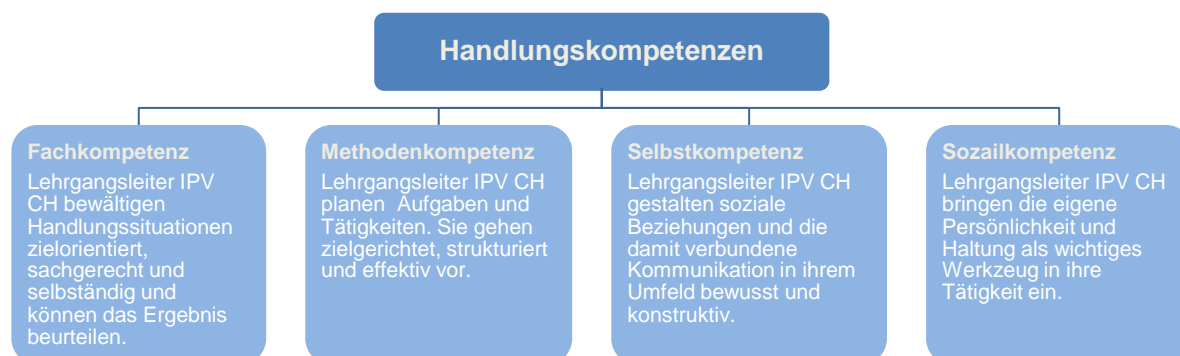 Handlungskompetenzen
Fachkompetenz
Lehrgangsleiter IPV
CH bewältigen
Handlungssituationen
zielorientiert,
sachgerecht und
selbständig und
können das Ergebnis
beurteilen.
Methodenkompetenz
Lehrgangsleiter IPV CH
planen  Aufgaben und
Tätigkeiten. Sie gehen
zielgerichtet, strukturiert
und effektiv vor.
Selbstkompetenz
Lehrgangsleiter IPV CH
gestalten soziale
Beziehungen und die
damit verbundene
Kommunikation in ihrem
Umfeld bewusst und
konstruktiv.
Sozailkompetenz
Lehrgangsleiter IPV CH
bringen die eigene
Persönlichkeit und
Haltung als wichtiges
Werkzeug in ihre
Tätigkeit ein.